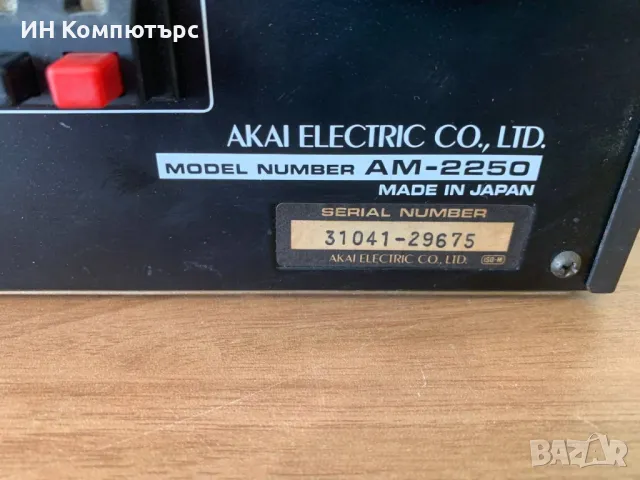 ИН Компютърс
AKAI ELECTRIC CO., LTD.
MODEL NUMBER AM-2250
MADE IN JAPAN
SERIAL NUMBER
31041-29675
AKAI ELECTRIC CO., LTD.
BAZAR